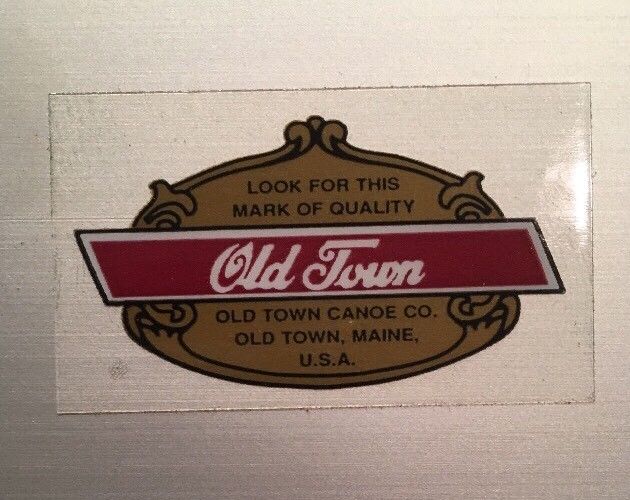 LOOK FOR THIS
MARK OF QUALITY
Old Town
OLD TOWN CANOE CO.
OLD TOWN, MAINE,
U.S.A.